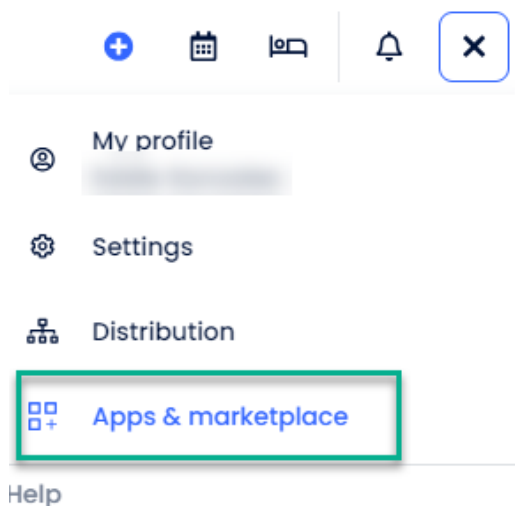 My profile
Settings
Distribution
Apps & marketplace
Help